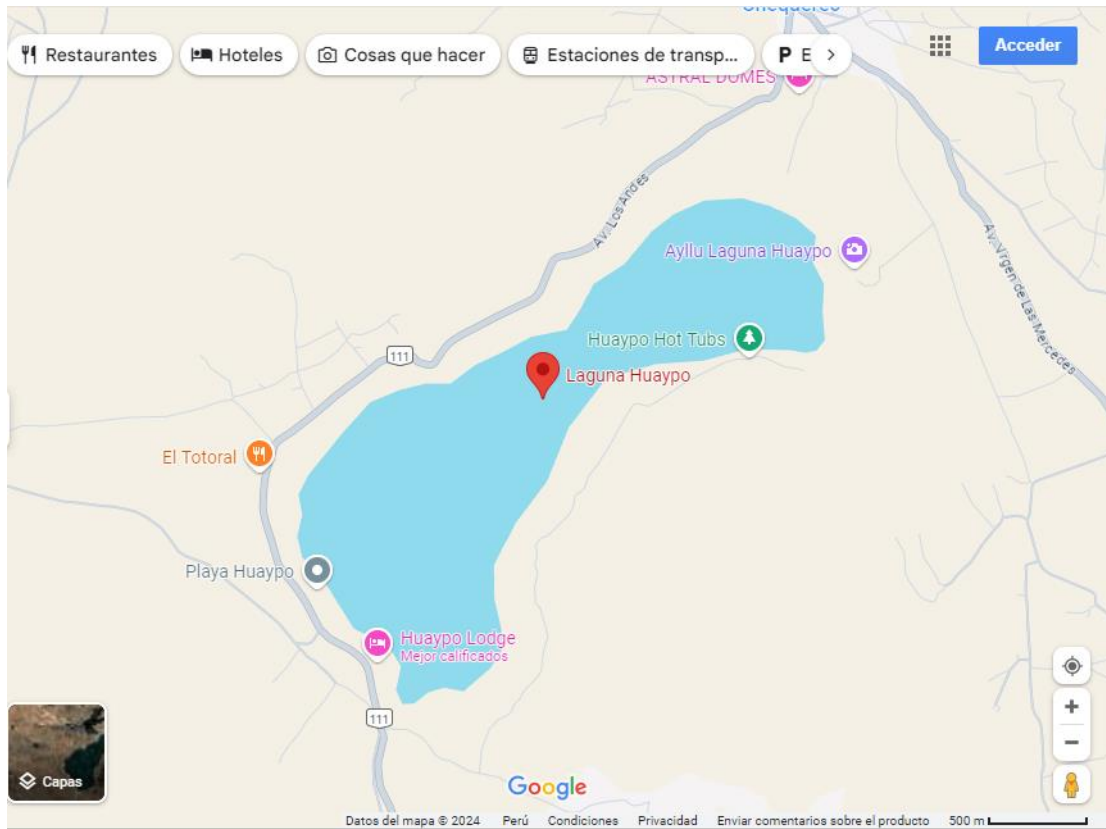 Chequereo
Restaurantes
Hoteles
Cosas que hacer
Estaciones de transp...
P E
Acceder
ASTRAL DOMES
Av. Los Andes
Ayllu Laguna Huaypo
Av. Virgen de Las Mercedes
Huaypo Hot Tubs
111
Laguna Huaypo
El Totoral
Playa Huaypo
Huaypo Lodge
Mejor calificados
111
Capas
Google
Datos del mapa © 2024 Perú Condiciones Privacidad Enviar comentarios sobre el producto 500 m